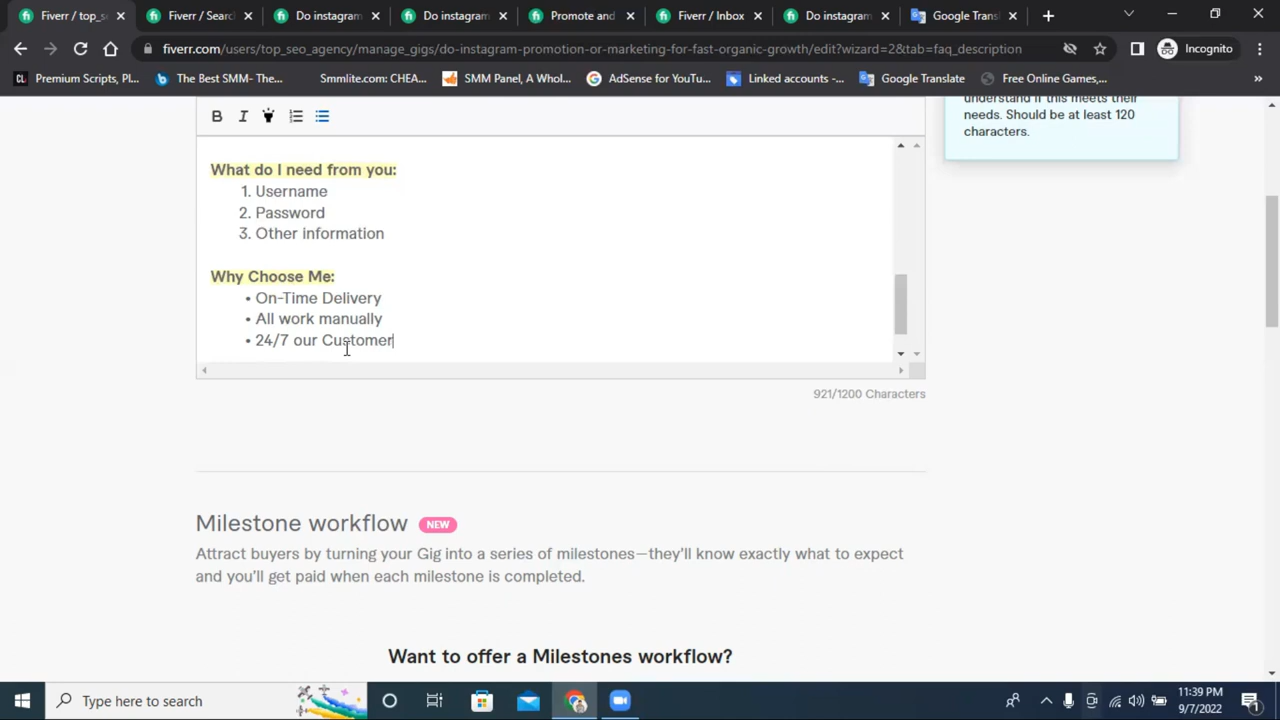 Fiverr / top_s
Fiverr / Sear
Do instagram
Do instagram
Promote and
Fiverr / Inbox
Do instagram
Google Trans
fiverr.com/users/top_seo_agency/manage_gigs/do-instagram-promotion-or-marketing-for-fast-organic-growth/edit?wizard=2&tab=faq_description
Incognito
Premium Scripts, Pl...
The Best SMM- The...
Smmlite.com: CHEA...
SMM Panel, A Whol...
AdSense for YouTu...
Linked accounts -...
Google Translate
Free Online Games,...
»
B I
understand if this meets their
needs. Should be at least 120
characters.
What do I need from you:
1. Username
2. Password
3. Other information
Why Choose Me:
• On-Time Delivery
• All work manually
• 24/7 our Customer
921/1200 Characters
Milestone workflow NEW
Attract buyers by turning your Gig into a series of milestones—they'll know exactly what to expect
and you'll get paid when each milestone is completed.
Want to offer a Milestones workflow?
Type here to search
11:39 PM
9/7/2022